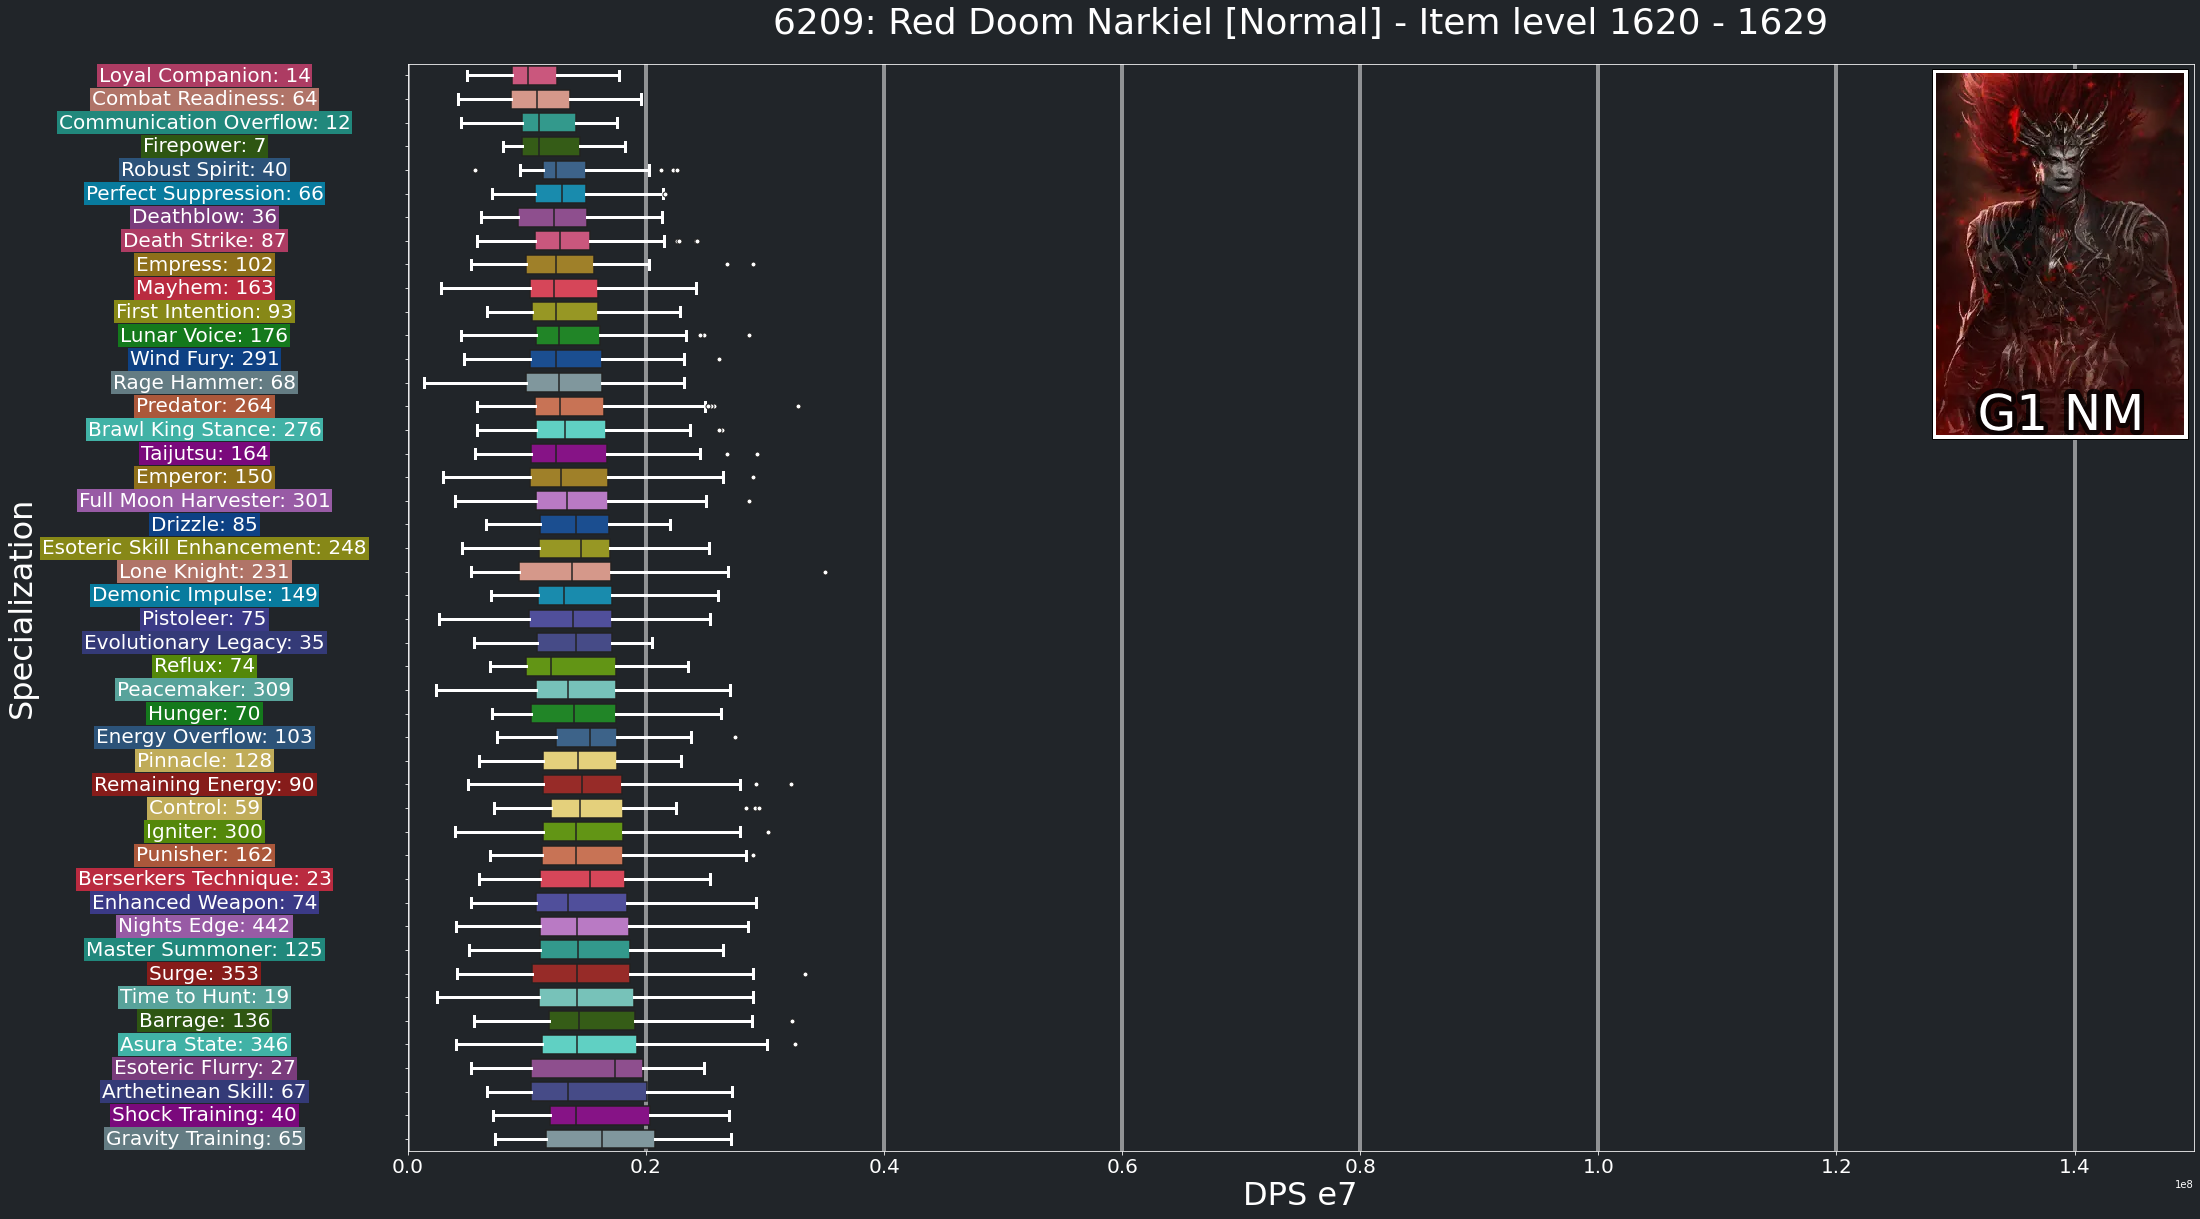 6209: Red Doom Narkiel [Normal] - Item level 1620 - 1629
Loyal Companion: 14
Combat Readiness: 64
Communication Overflow: 12
Firepower: 7
Robust Spirit: 40
Perfect Suppression: 66
Deathblow: 36
Death Strike: 87
Empress: 102
Mayhem: 163
First Intention: 93
Lunar Voice: 176
Wind Fury: 291
Rage Hammer: 68
Predator: 264
Brawl King Stance: 276
Taijutsu: 164
Emperor: 150
Full Moon Harvester: 301
Drizzle: 85
Esoteric Skill Enhancement: 248
Lone Knight: 231
Demonic Impulse: 149
Pistoleer: 75
Evolutionary Legacy: 35
Reflux: 74
Peacemaker: 309
Hunger: 70
Energy Overflow: 103
Pinnacle: 128
Remaining Energy: 90
Control: 59
Igniter: 300
Punisher: 162
Berserkers Technique: 23
Enhanced Weapon: 74
Nights Edge: 442
Master Summoner: 125
Surge: 353
Time to Hunt: 19
Barrage: 136
Asura State: 346
Esoteric Flurry: 27
Arthetinean Skill: 67
Shock Training: 40
Gravity Training: 65
Specialization
G1 NM
0.0 0.2 0.4 0.6 0.8 1.0 1.2 1.4
1e8
DPS e7